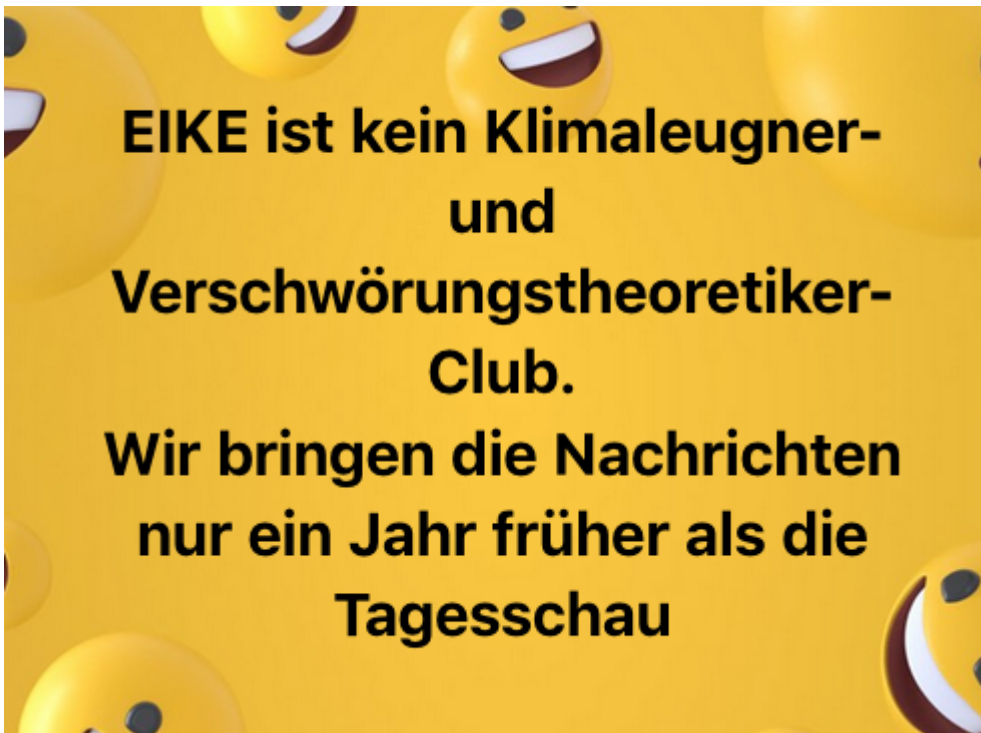 EIKE ist kein Klimaleugner-
und
Verschwörungstheoretiker-
Club.
Wir bringen die Nachrichten
nur ein Jahr früher als die
Tagesschau